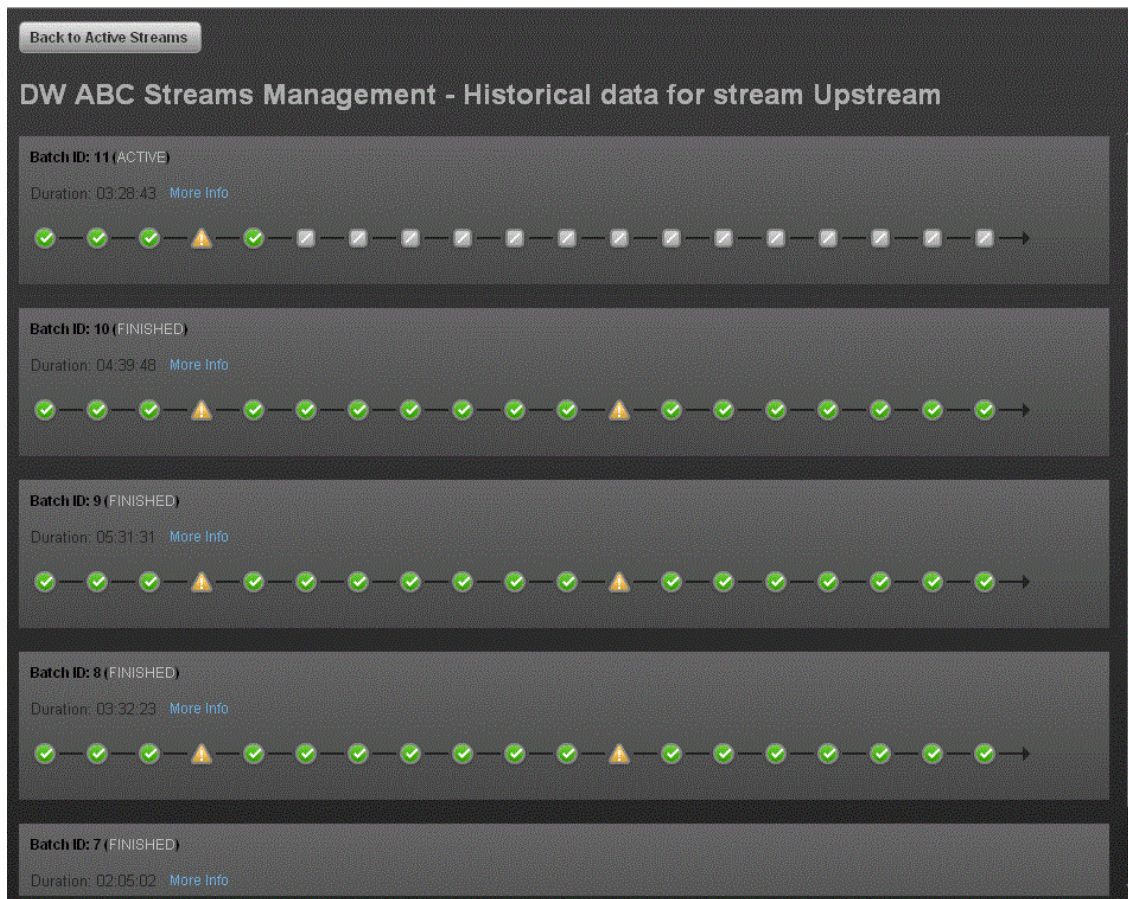 Back to Active Streams
DW ABC Streams Management - Historical data for stream Upstream
Batch ID: 11 (ACTIVE)
Duration: 03:28:43 More Info
Batch ID: 10 (FINISHED)
Duration: 04:39:48 More Info
Batch ID: 9 (FINISHED)
Duration: 05:31:31 More Info
Batch ID: 8 (FINISHED)
Duration: 03:32:23 More Info
Batch ID: 7 (FINISHED)
Duration: 02:05:02 More Info